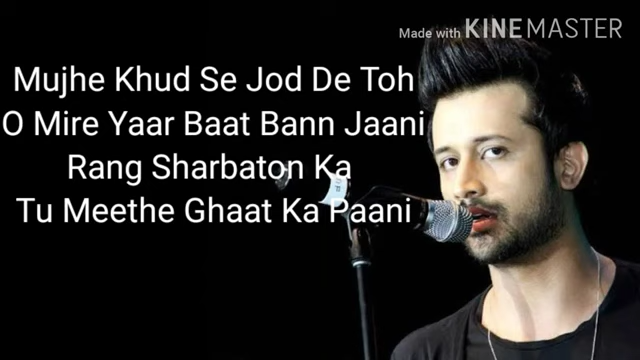 Made with KINEMASTER
Mujhe Khud Se Jod De Toh
O Mire Yaar Baat Bann Jaani
Rang Sharbaton Ka
Tu Meethe Ghaat Ka Paani